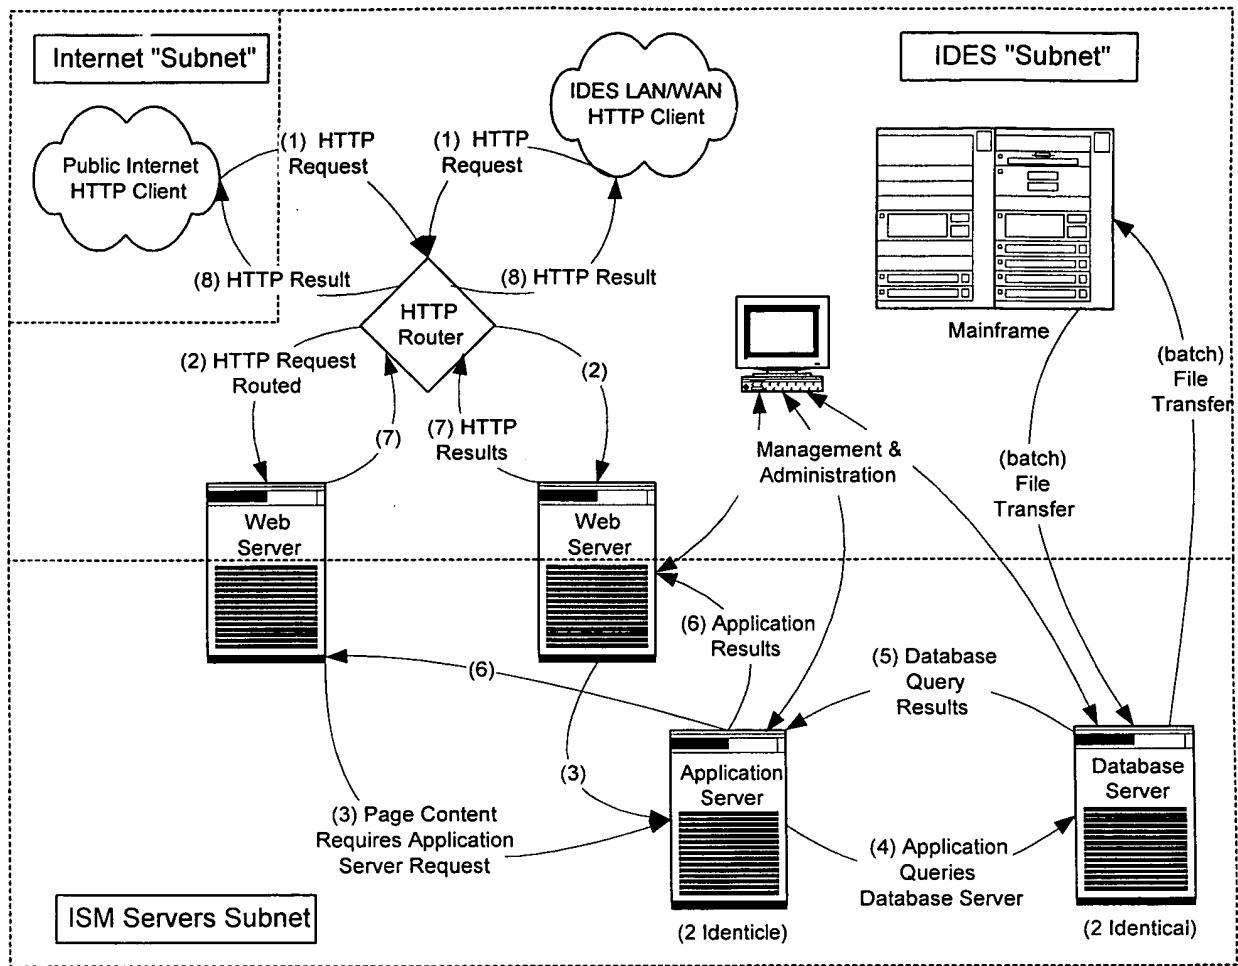 Internet "Subnet"
IDES "Subnet"
IDES LAN/WAN
HTTP Client
Public Internet
HTTP Client
(1) HTTP
Request
(1) HTTP
Request
(8) HTTP Result
(8) HTTP Result
HTTP
Router
Mainframe
(2) HTTP Request
Routed
(2)
(batch)
File
Transfer
(7)
(7) HTTP
Results
Management &
Administration
(batch)
File
Transfer
Web
Server
Web
Server
(6) Application
Results
(6)
(5) Database
Query
Results
(3)
Application
Server
Database
Server
(3) Page Content
Requires Application
Server Request
(4) Application
Queries
Database Server
ISM Servers Subnet
(2 Identicle)
(2 Identical)